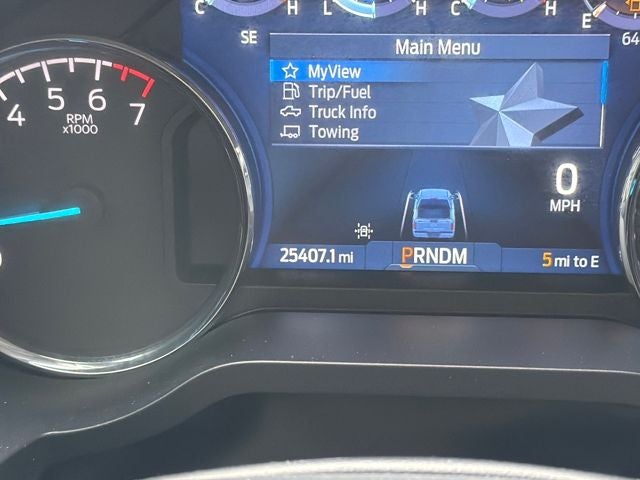 C H L H C H E
SE 64
Main Menu
MyView
Trip/Fuel
Truck Info
Towing
4 5 6 7
RPM
x1000
0
MPH
25407.1 mi PRNDM 5 mi to E